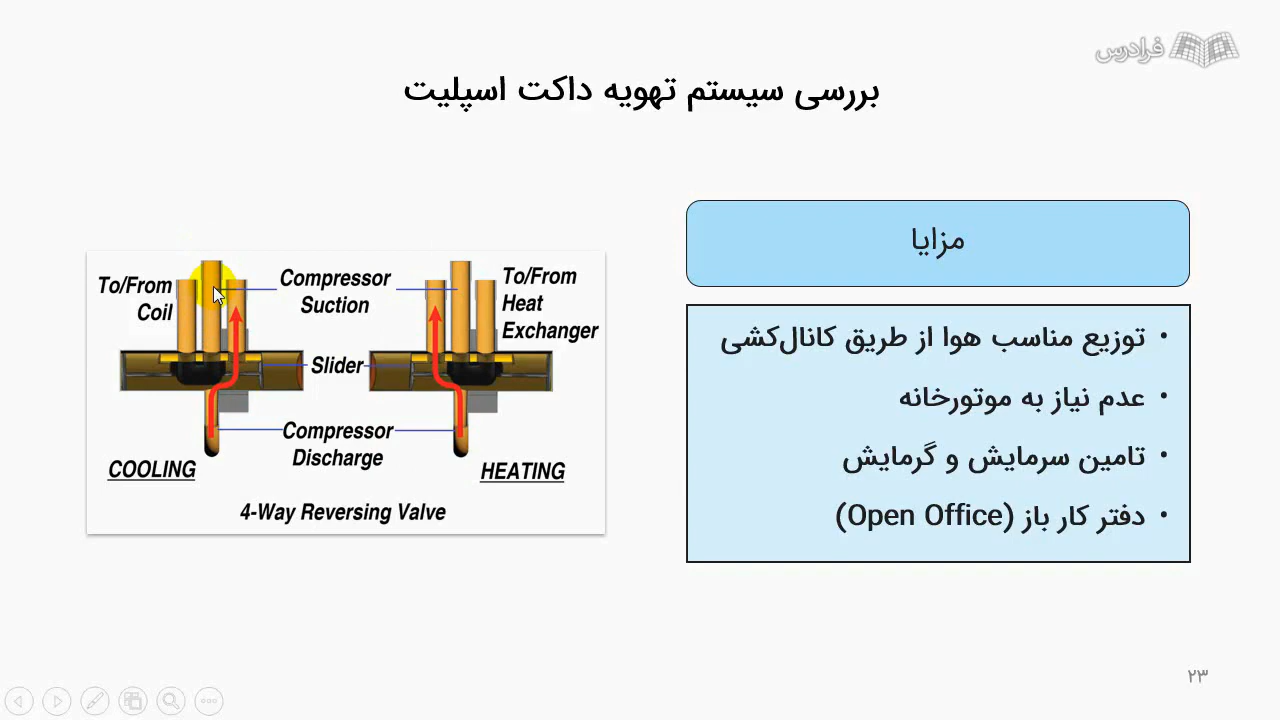 فرادرس
بررسی سیستم تهویه داکت اسپلیت
مزایا
• توزیع مناسب هوا از طریق کانال‌کشی
• عدم نیاز به موتورخانه
• تامین سرمایش و گرمایش
• دفتر کار باز (Open Office)
To/From
Coil
Compressor
Suction
To/From
Heat
Exchanger
Slider
Compressor
Discharge
COOLING
HEATING
4-Way Reversing Valve
۲۳